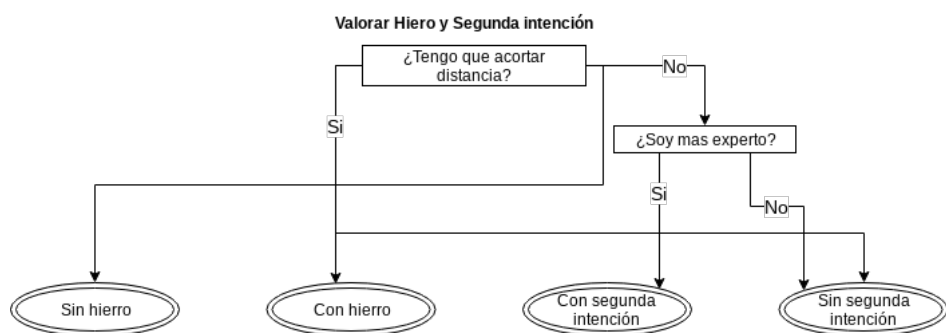 Valorar Hiero y Segunda intención
¿Tengo que acortar
distancia?
No
Si
¿Soy mas experto?
Si
No
Sin hierro
Con hierro
Con segunda
intención
Sin segunda
intención